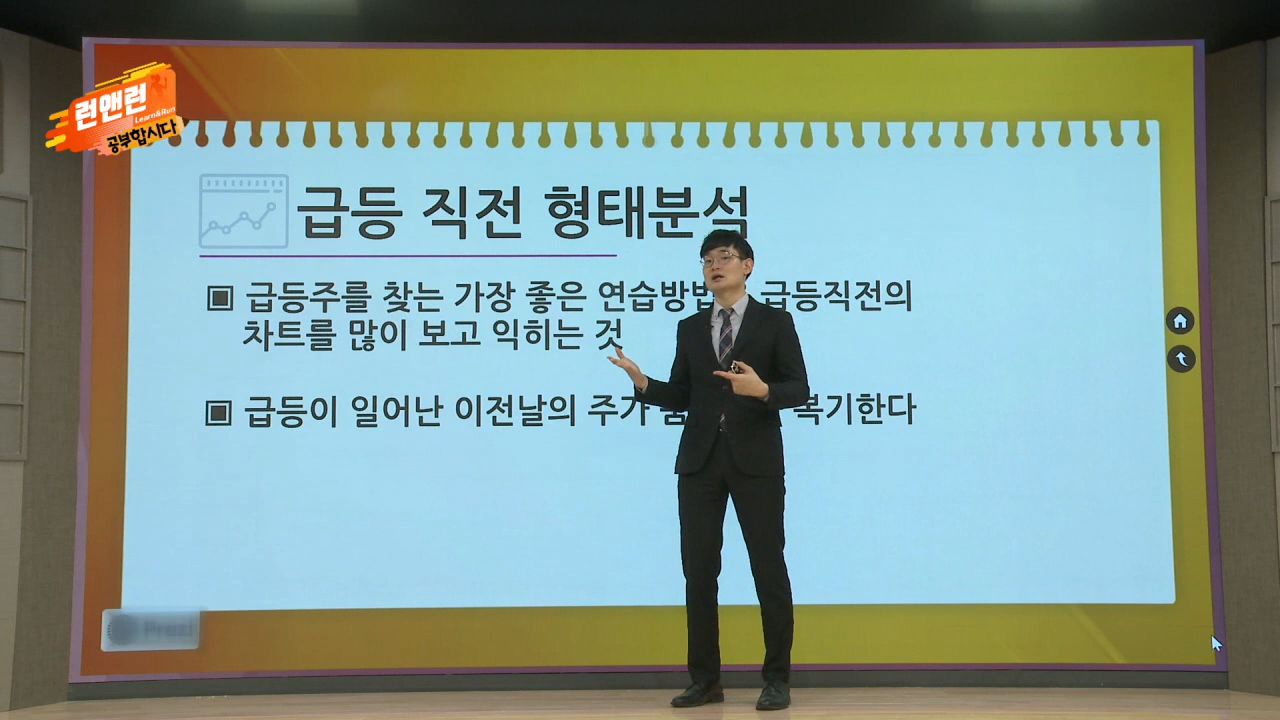 런앤런
Learn&Run
공부합시다
급등 직전 형태분석
▣ 급등주를 찾는 가장 좋은 연습방법 급등직전의
차트를 많이 보고 익히는 것
▣ 급등이 일어난 이전날의 주가 복기한다
Prezi